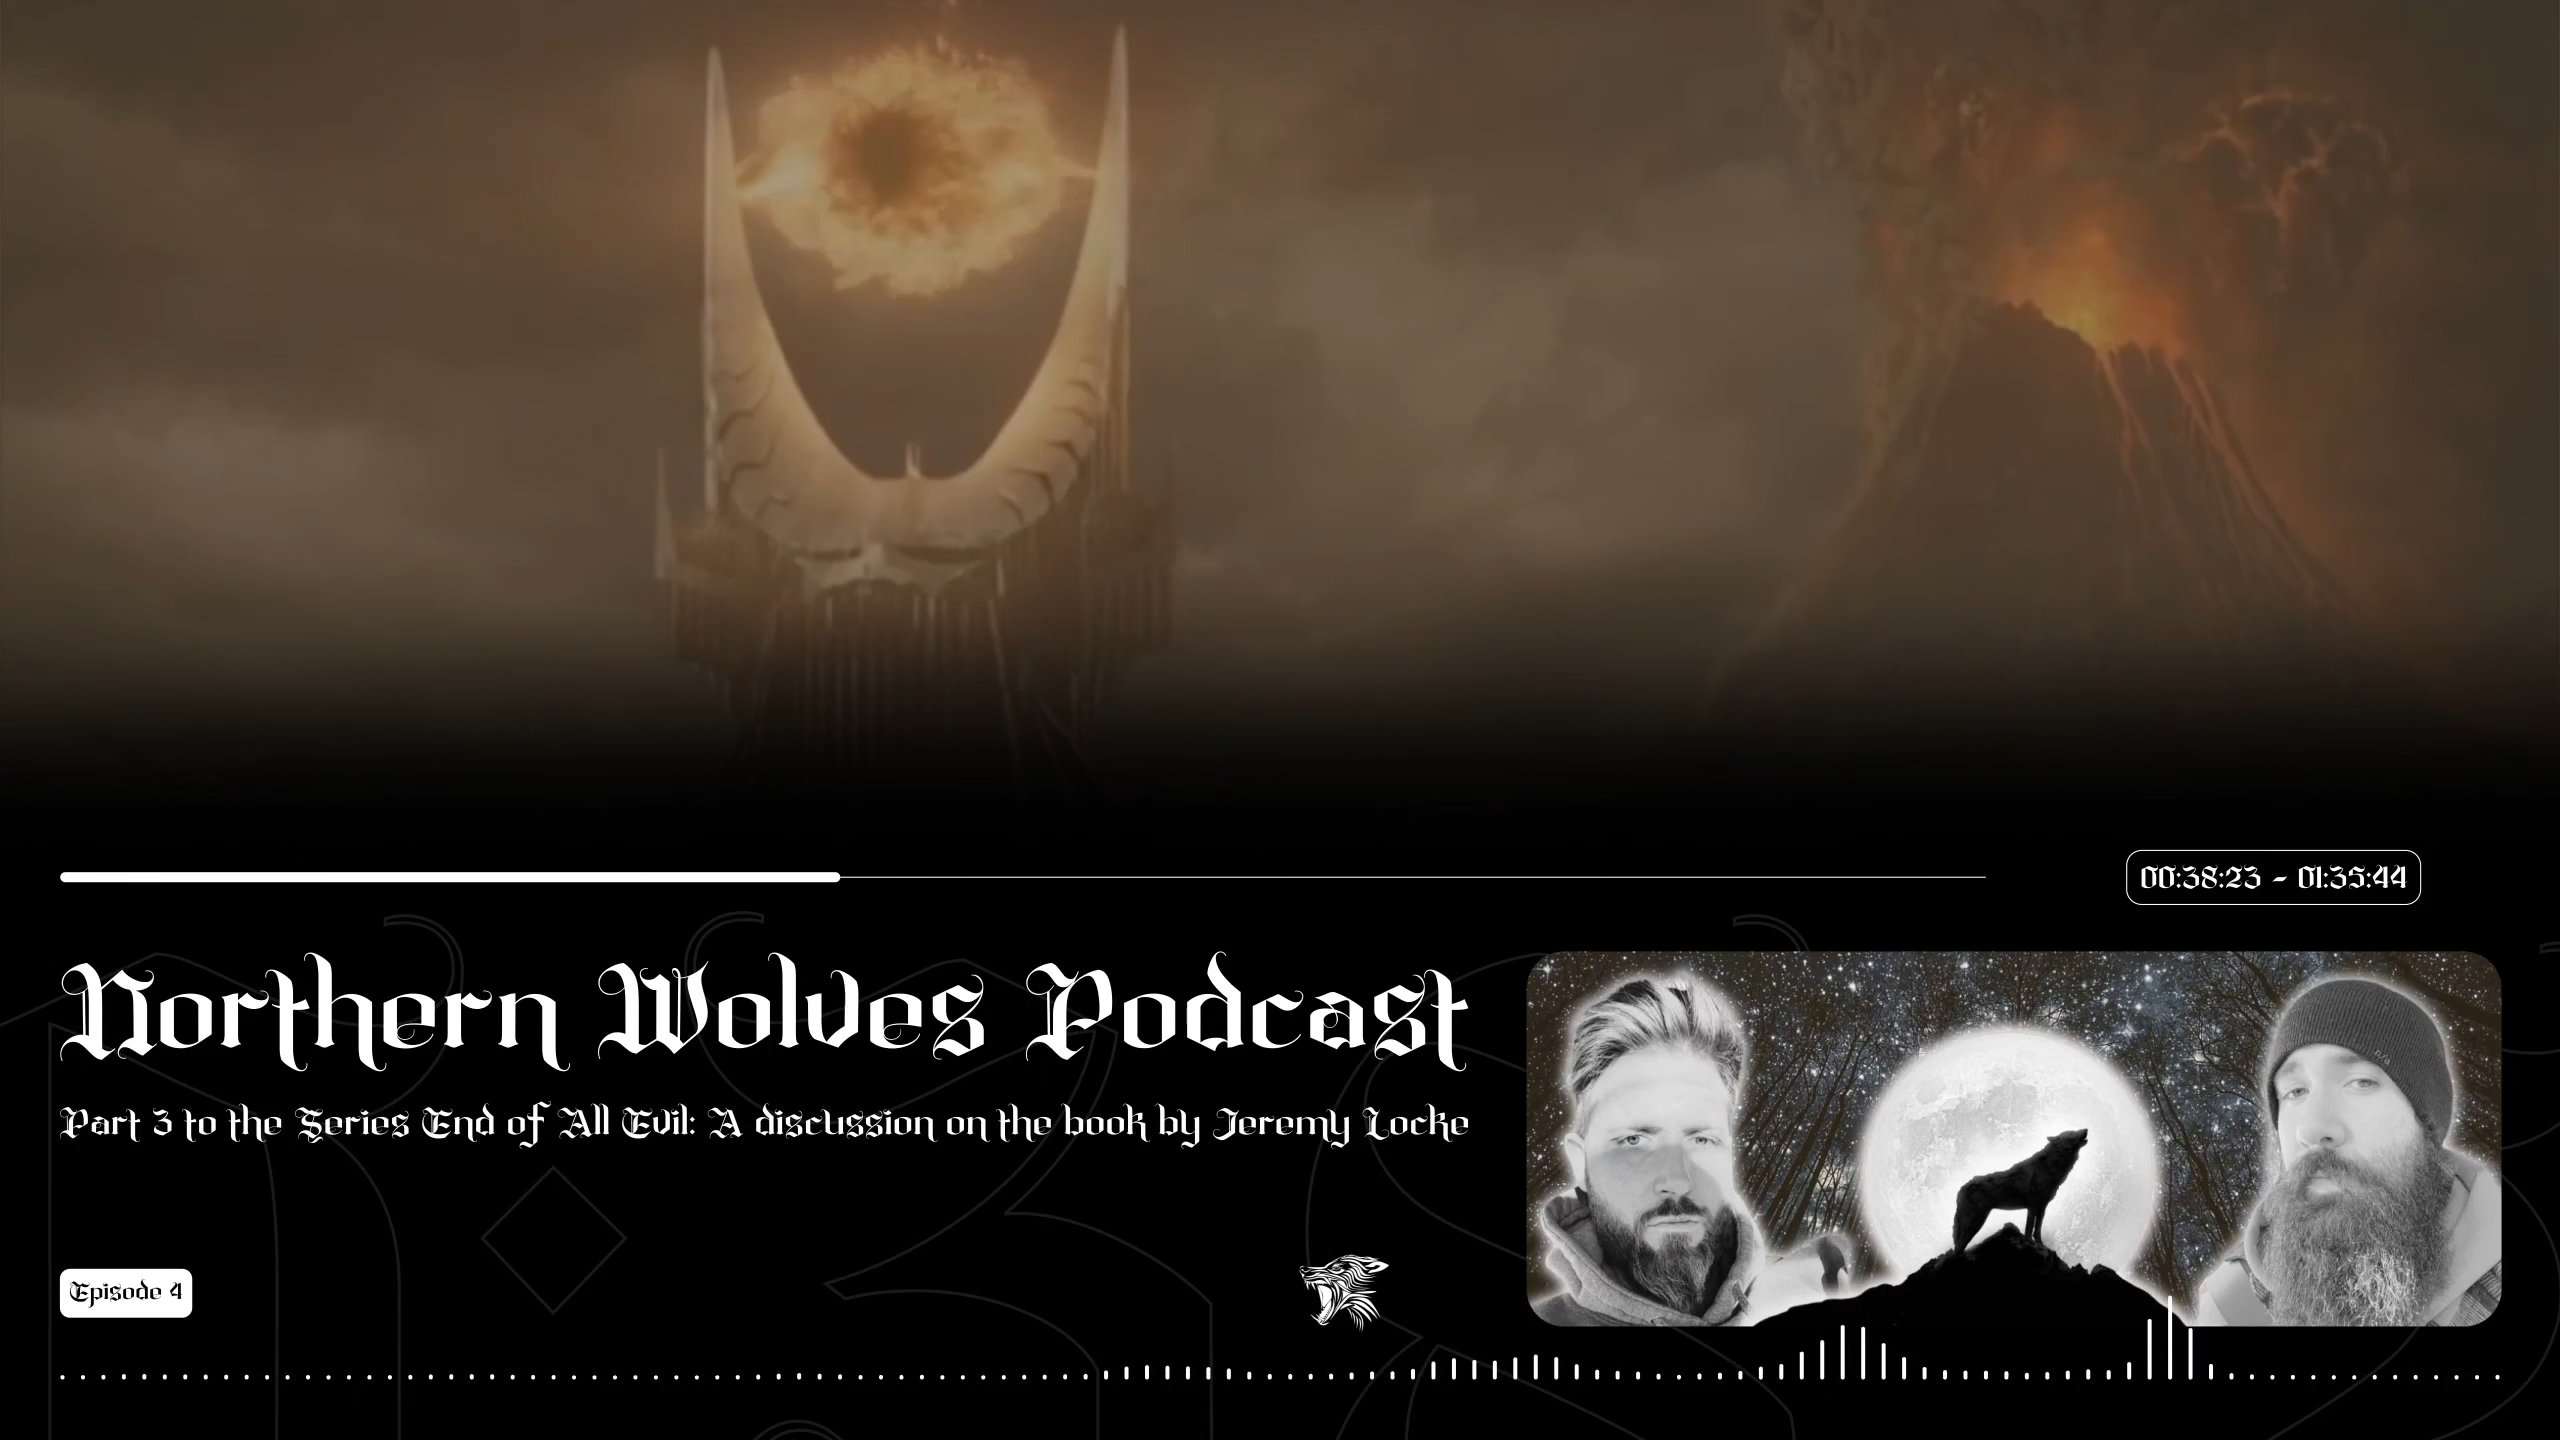 00:38:23 - 01:35:44
Northern Wolves Podcast
Part 3 to the Series End of All Evil: A discussion on the book by Jeremy Locke
Episode 4